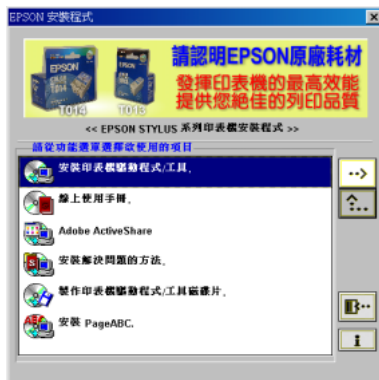 EPSON 安裝程式
請認明EPSON原廠耗材
發揮印表機的最高效能
提供您絕佳的列印品質
T014
T013
<< EPSON STYLUS 系列印表機安裝程式 >>
請從功能選單選擇欲使用的項目
安裝印表機驅動程式/工具.
線上使用手冊.
Adobe ActiveShare
安裝解決問題的方法.
製作印表機驅動程式/工具磁碟片.
安裝 PageABC.